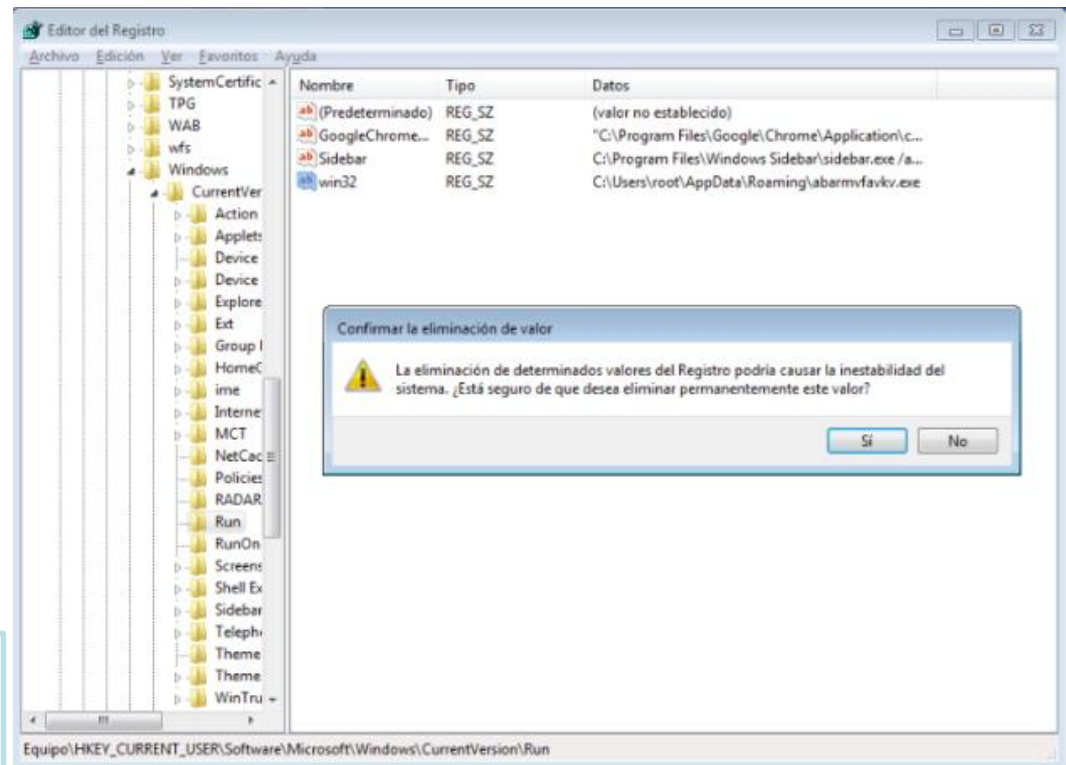 Editor del Registro
Archivo Edición Ver Favoritos Ayuda
SystemCertific
TPG
WAB
wfs
Windows
CurrentVer
Action
Applets
Device
Device
Explore
Ext
Group
HomeG
ime
Interne
MCT
NetCac
Policies
RADAR
Run
RunOn
Screens
Shell Ex
Sidebar
Teleph
Theme
Theme
WinTru
Nombre Tipo Datos
(Predeterminado) REG_SZ (valor no establecido)
GoogleChrome... REG_SZ "C:\Program Files\Google\Chrome\Application\c...
Sidebar REG_SZ C:\Program Files\Windows Sidebar\sidebar.exe /a...
win32 REG_SZ C:\Users\root\AppData\Roaming\abarmvfavkv.exe
Confirmar la eliminación de valor
La eliminación de determinados valores del Registro podría causar la inestabilidad del
sistema. ¿Está seguro de que desea eliminar permanentemente este valor?
Sí No
Equipo\HKEY_CURRENT_USER\Software\Microsoft\Windows\CurrentVersion\Run